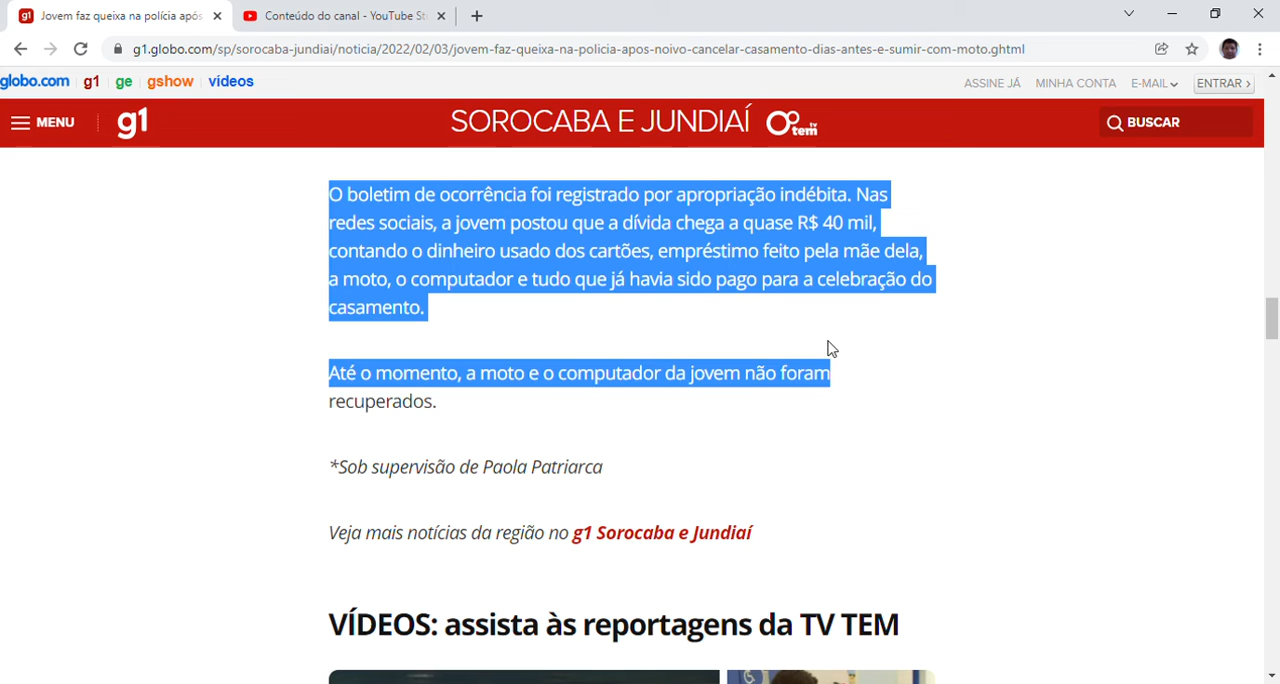 Jovem faz queixa na polícia após
Conteúdo do canal - YouTube St
g1.globo.com/sp/sorocaba-jundiai/noticia/2022/02/03/jovem-faz-queixa-na-policia-apos-noivo-cancelar-casamento-dias-antes-e-sumir-com-moto.ghtml
globo.com g1 ge gshow vídeos ASSINE JÁ MINHA CONTA E-MAIL ENTRAR ›
MENU g1 SOROCABA E JUNDIAÍ tem tv BUSCAR
O boletim de ocorrência foi registrado por apropriação indébita. Nas
redes sociais, a jovem postou que a dívida chega a quase R$ 40 mil,
contando o dinheiro usado dos cartões, empréstimo feito pela mãe dela,
a moto, o computador e tudo que já havia sido pago para a celebração do
casamento.
Até o momento, a moto e o computador da jovem não foram
recuperados.
*Sob supervisão de Paola Patriarca
Veja mais notícias da região no g1 Sorocaba e Jundiaí
VÍDEOS: assista às reportagens da TV TEM